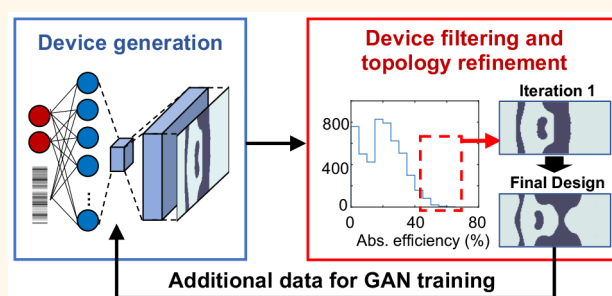 Device generation
Device filtering and
topology refinement
800
400
0
0
40
80
Abs. efficiency (%)
Iteration 1
Final Design
Additional data for GAN training